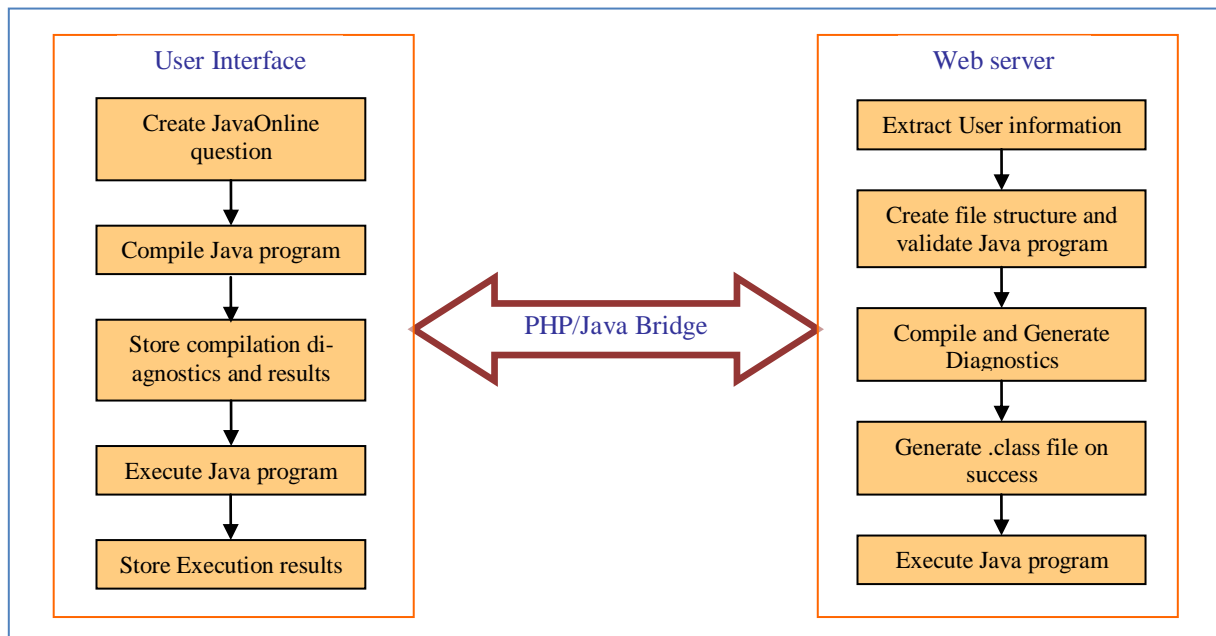 User Interface
Create JavaOnline
question
Compile Java program
Store compilation di-
agnostics and results
Execute Java program
Store Execution results
PHP/Java Bridge
Web server
Extract User information
Create file structure and
validate Java program
Compile and Generate
Diagnostics
Generate .class file on
success
Execute Java program